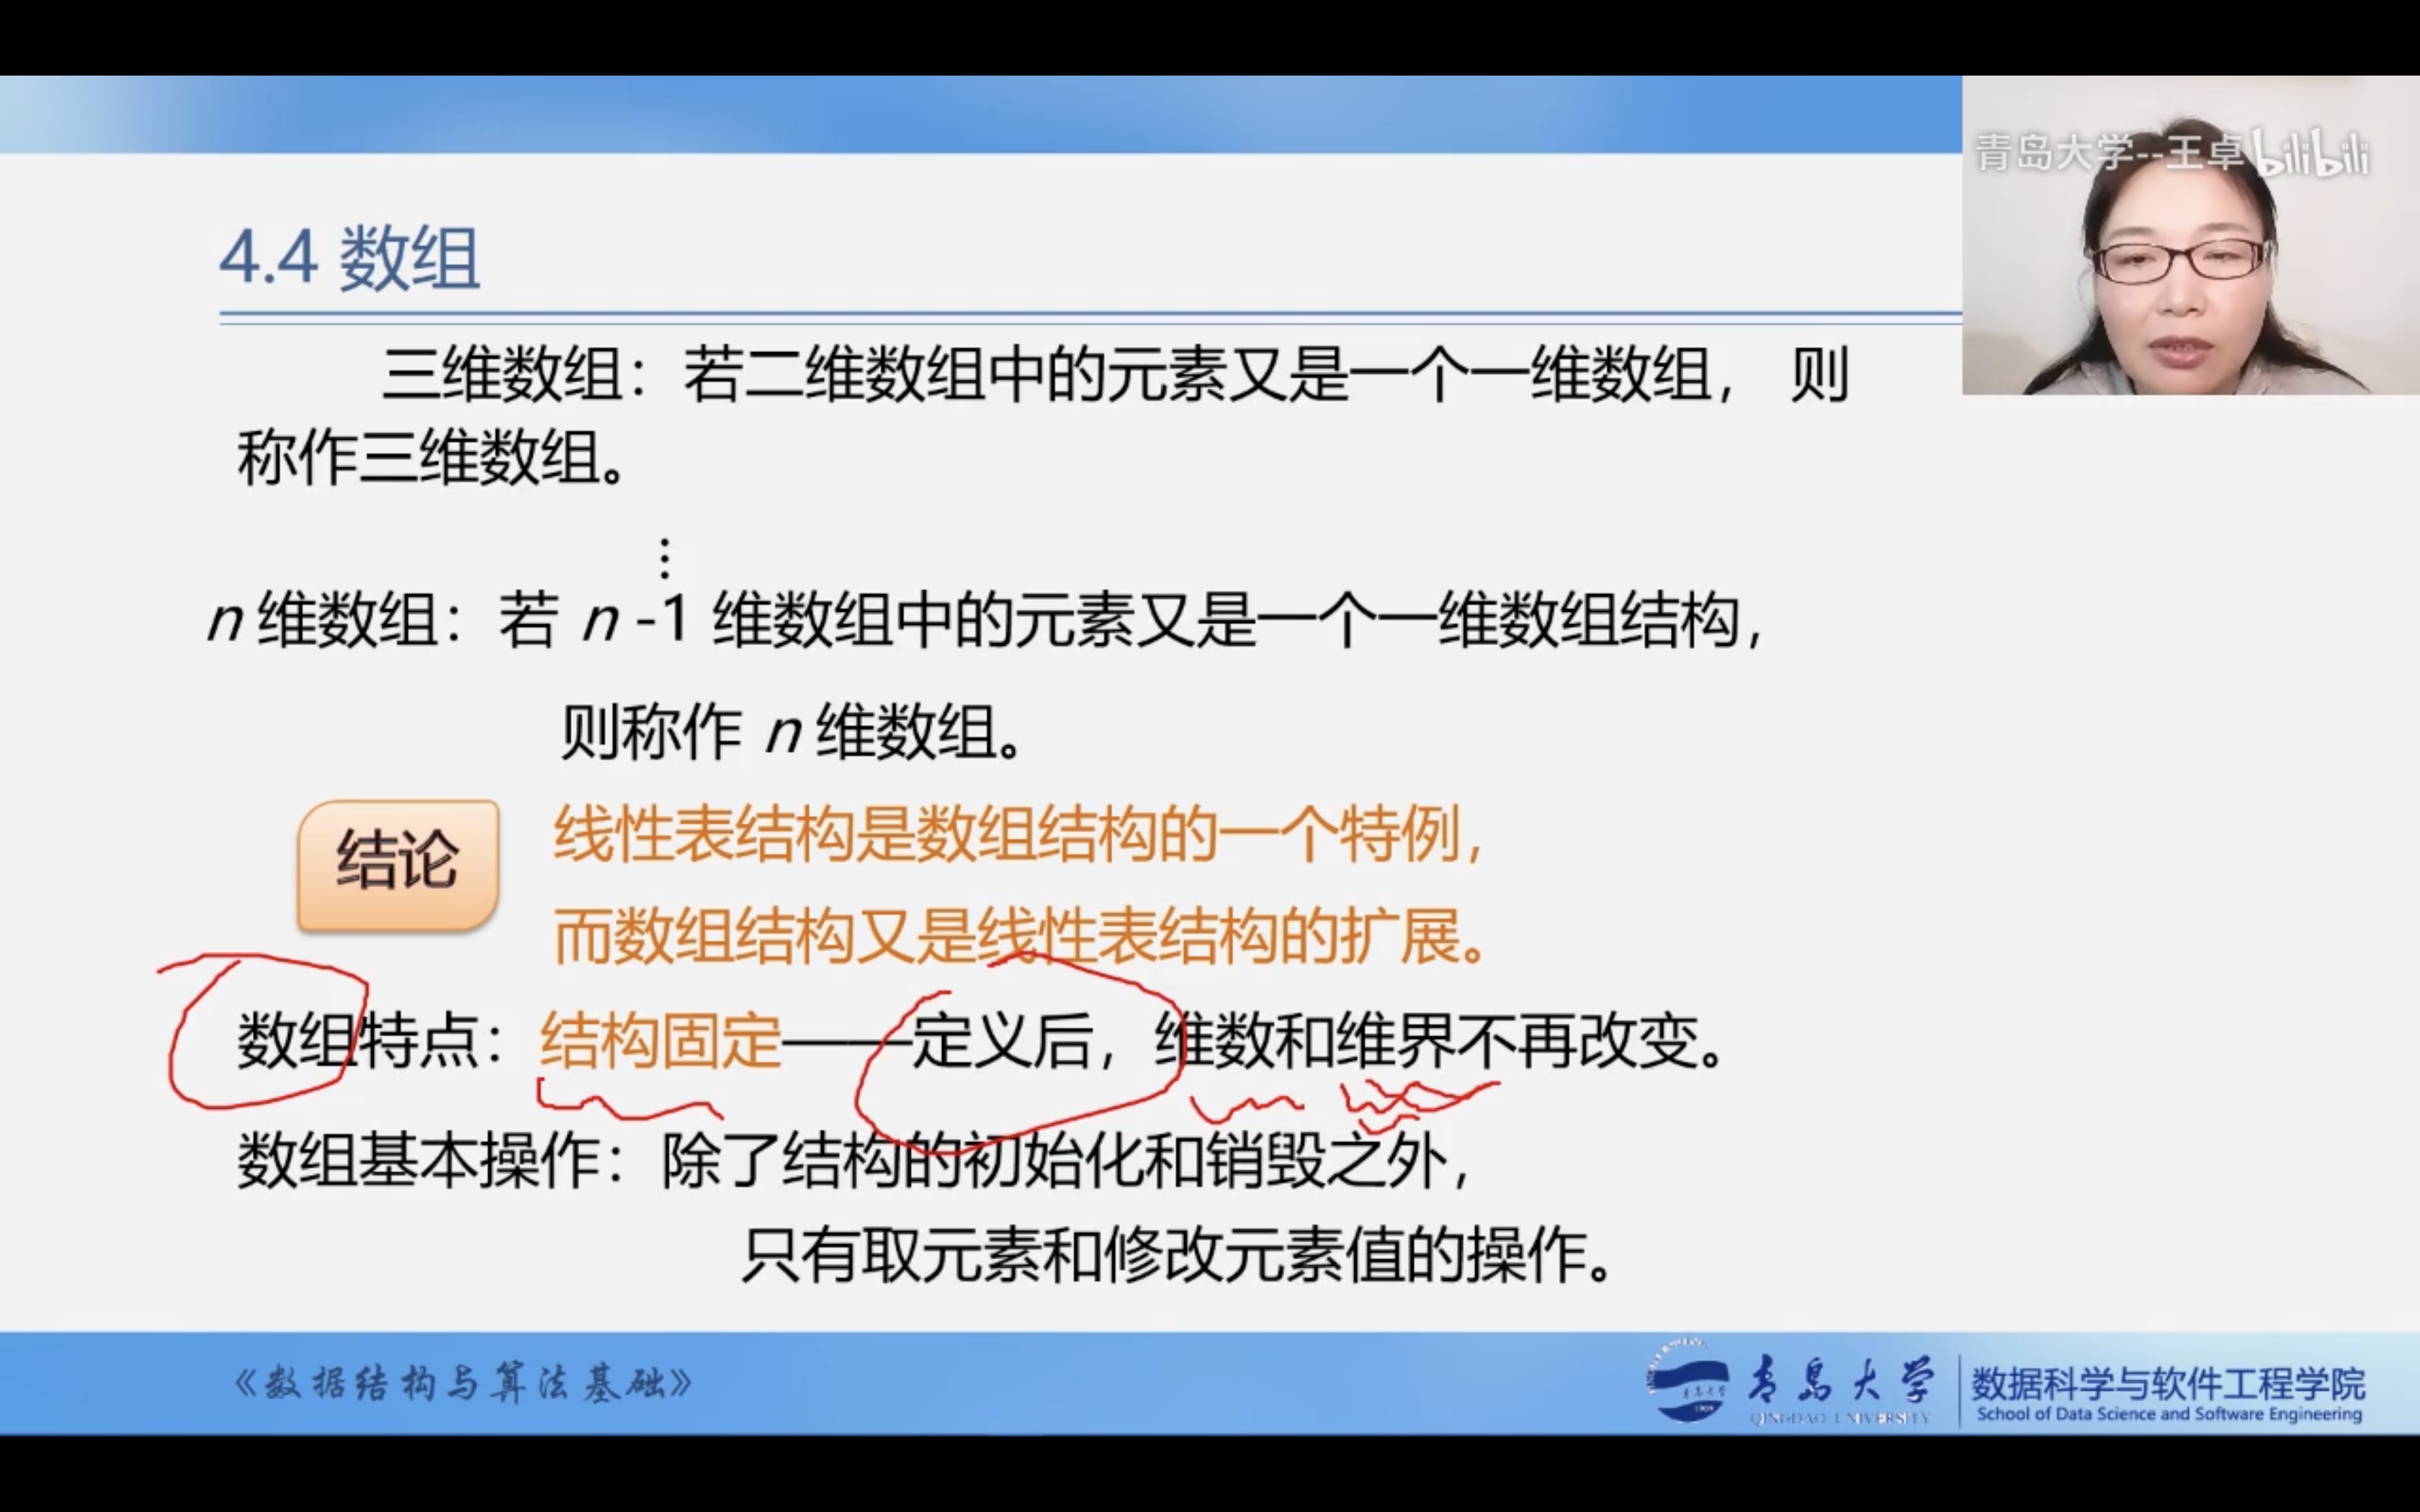 青岛大学--王卓 bilibili
4.4 数组
三维数组：若二维数组中的元素又是一个一维数组， 则
称作三维数组。
⋮
n 维数组：若 n -1 维数组中的元素又是一个一维数组结构，
则称作 n 维数组。
结论
线性表结构是数组结构的一个特例，
而数组结构又是线性表结构的扩展。
数组特点：结构固定——定义后，维数和维界不再改变。
数组基本操作：除了结构的初始化和销毁之外，
只有取元素和修改元素值的操作。
《数据结构与算法基础》
青岛大学
QINGDAO UNIVERSITY
数据科学与软件工程学院
School of Data Science and Software Engineering